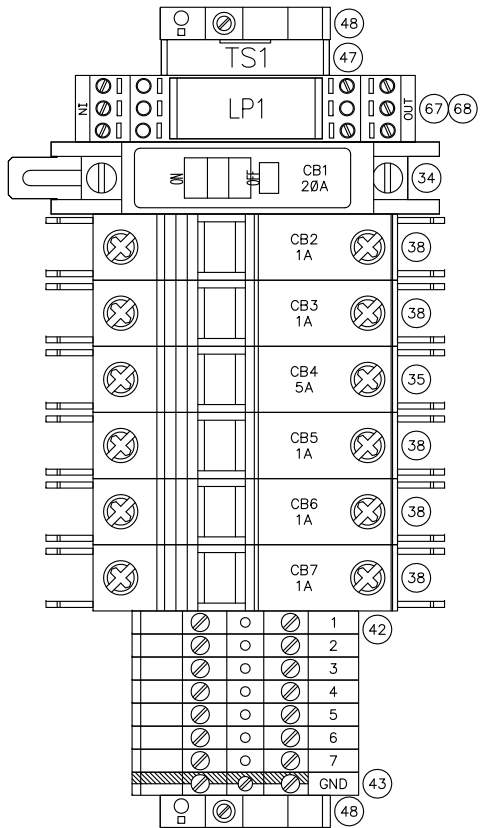 48
TS1
47
IN
LP1
OUT
67 68
ON
OFF
CB1
20A
34
CB2
1A
38
CB3
1A
38
CB4
5A
35
CB5
1A
38
CB6
1A
38
CB7
1A
38
1
42
2
3
4
5
6
7
GND
43
48